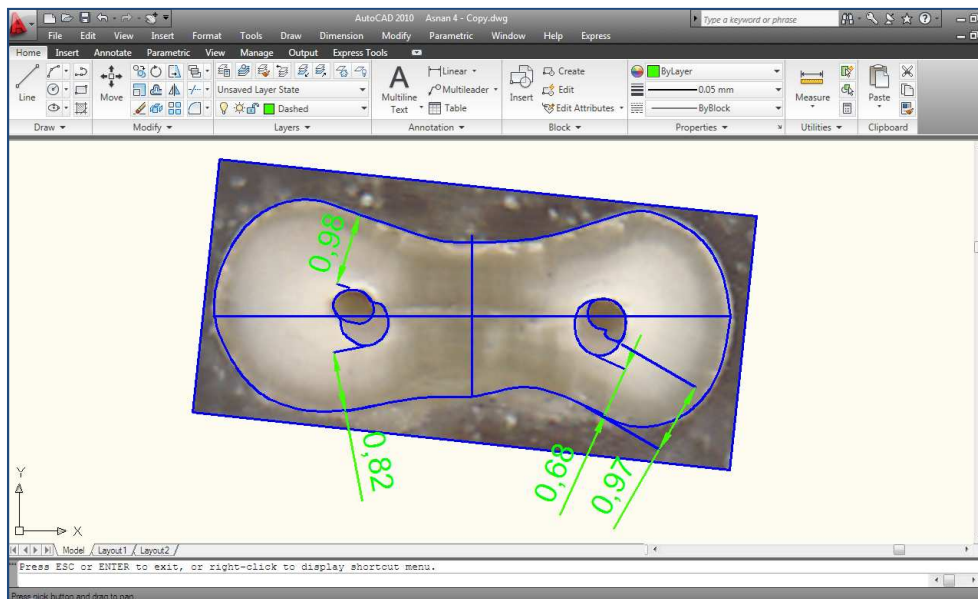 AutoCAD 2010 Asnan 4 - Copy.dwg
Type a keyword or phrase
File Edit View Insert Format Tools Draw Dimension Modify Parametric Window Help Express
Home Insert Annotate Parametric View Manage Output Express Tools
Line
Move
Unsaved Layer State
Dashed
A
Multiline
Text
Linear
Multileader
Table
Insert
Create
Edit
Edit Attributes
ByLayer
0.05 mm
ByBlock
Measure
Paste
Draw Modify Layers Annotation Block Properties Utilities Clipboard
0,98
0,82
0,68
0,97
Y
X
Model Layout1 Layout2
Press ESC or ENTER to exit, or right-click to display shortcut menu.
Press pick button and drag to pan.